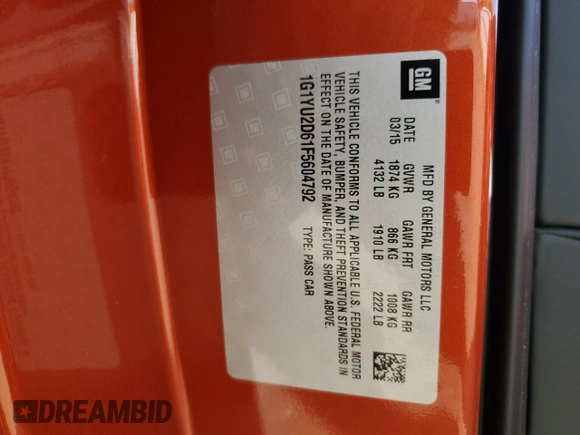 GM
MFD BY GENERAL MOTORS LLC
DATE GVWR GAWR FRT GAWR RR
03/15 1874 KG 866 KG 1008 KG
4132 LB 1910 LB 2222 LB
THIS VEHICLE CONFORMS TO ALL APPLICABLE U.S. FEDERAL MOTOR
VEHICLE SAFETY, BUMPER, AND THEFT PREVENTION STANDARDS IN
EFFECT ON THE DATE OF MANUFACTURE SHOWN ABOVE.
1G1YU2D61F5604792 TYPE: PASS CAR
DREAMBID